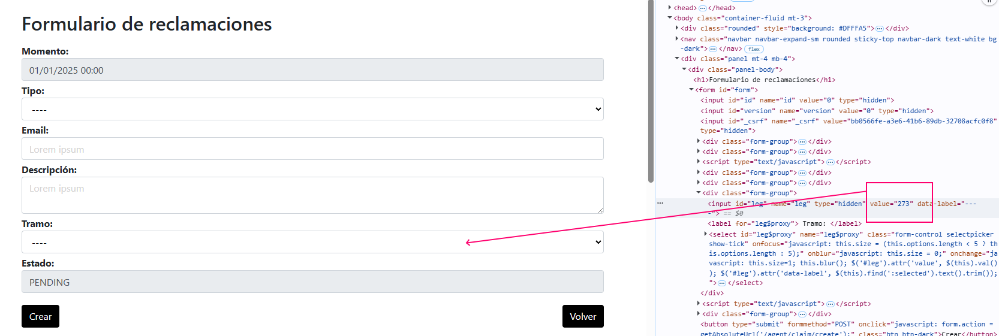 Formulario de reclamaciones
Momento:
01/01/2025 00:00
Tipo:
----
Email:
Lorem ipsum
Descripción:
Lorem ipsum
Tramo:
----
Estado:
PENDING
Crear
Volver
<head> ⋯ </head>
<body class="container-fluid mt-3">
<div class="rounded" style="background: #DFFFA5"> ⋯ </div>
<nav class="navbar navbar-expand-sm rounded sticky-top navbar-dark text-white bg
-dark"> ⋯ </nav> flex
<div class="panel mt-4 mb-4">
<div class="panel-body">
<h1>Formulario de reclamaciones</h1>
<form id="form">
<input id="id" name="id" value="0" type="hidden">
<input id="version" name="version" value="0" type="hidden">
<input id="_csrf" name="_csrf" value="bb0566fe-a3e6-41b6-89db-32708acfc0f8"
type="hidden">
<div class="form-group"> ⋯ </div>
<div class="form-group"> ⋯ </div>
<script type="text/javascript"> ⋯ </script>
<div class="form-group"> ⋯ </div>
<div class="form-group"> ⋯ </div>
<div class="form-group">
<input id="leg" name="leg" type="hidden" value="273" data-label="---
-"> == $0
<label for="leg$proxy"> Tramo: </label>
<select id="leg$proxy" name="leg$proxy" class="form-control selectpicker
show-tick" onfocus="javascript: this.size = (this.options.length < 5 ? th
is.options.length : 5);" onblur="javascript: this.size = 0;" onchange="ja
vascript: this.size=1; this.blur(); $('#leg').attr('value', $(this).val()
); $('#leg').attr('data-label', $(this).find(':selected').text().trim());
"> ⋯ </select>
</div>
<script type="text/javascript"> ⋯ </script>
<div class="form-group"> ⋯ </div>
<button type="submit" formmethod="POST" onclick="javascript: form.action =
getAbsoluteUrl('/agent/claim/create');" class="btn btn-dark">Crear</button>